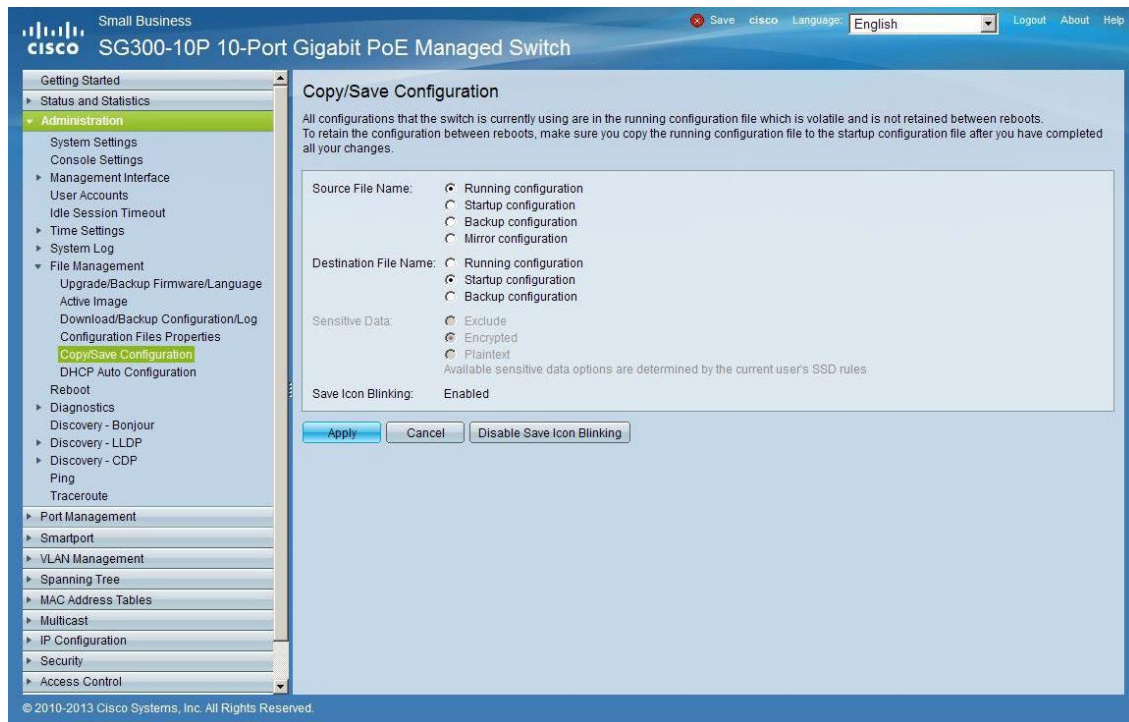 Small Business
Save cisco Language: English Logout About Help
cisco SG300-10P 10-Port Gigabit PoE Managed Switch
Getting Started
Status and Statistics
Administration
System Settings
Console Settings
Management Interface
User Accounts
Idle Session Timeout
Time Settings
System Log
File Management
Upgrade/Backup Firmware/Language
Active Image
Download/Backup Configuration/Log
Configuration Files Properties
Copy/Save Configuration
DHCP Auto Configuration
Reboot
Diagnostics
Discovery - Bonjour
Discovery - LLDP
Discovery - CDP
Ping
Traceroute
Port Management
Smartport
VLAN Management
Spanning Tree
MAC Address Tables
Multicast
IP Configuration
Security
Access Control
Copy/Save Configuration
All configurations that the switch is currently using are in the running configuration file which is volatile and is not retained between reboots.
To retain the configuration between reboots, make sure you copy the running configuration file to the startup configuration file after you have completed
all your changes.
Source File Name: Running configuration
Startup configuration
Backup configuration
Mirror configuration
Destination File Name: Running configuration
Startup configuration
Backup configuration
Sensitive Data: Exclude
Encrypted
Plaintext
Available sensitive data options are determined by the current user's SSD rules
Save Icon Blinking: Enabled
Apply Cancel Disable Save Icon Blinking
© 2010-2013 Cisco Systems, Inc. All Rights Reserved.